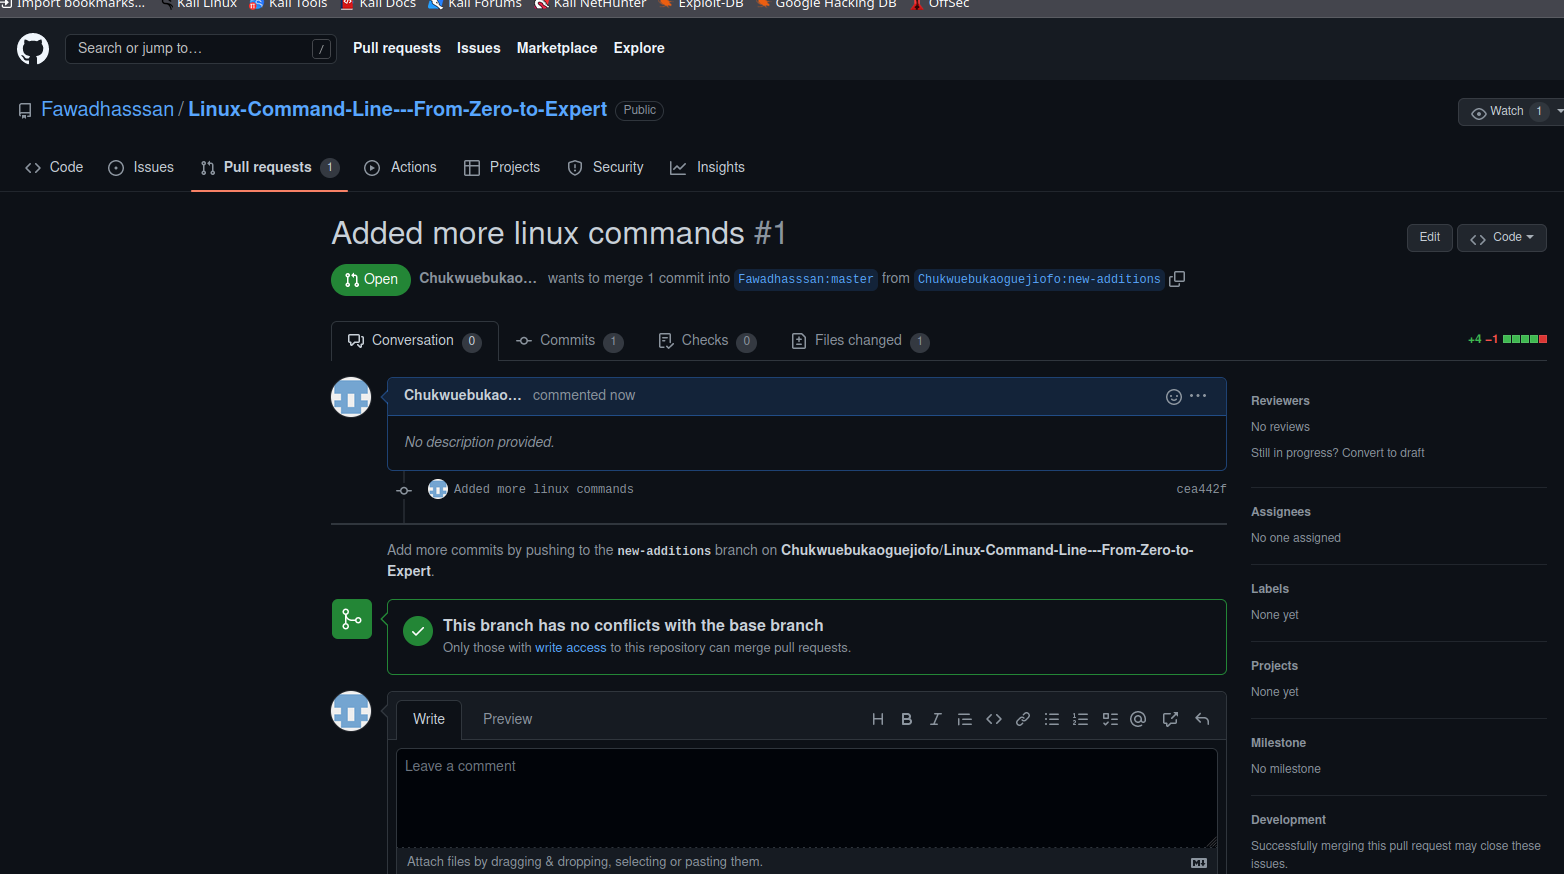 Import bookmarks... Kali Linux Kali Tools Kali Docs Kali Forums Kali NetHunter Exploit-DB Google Hacking DB OffSec
Search or jump to… / Pull requests Issues Marketplace Explore
Fawadhasssan / Linux-Command-Line---From-Zero-to-Expert Public
Watch 1
Code Issues Pull requests 1 Actions Projects Security Insights
Added more linux commands #1
Edit Code
Open Chukwuebukao… wants to merge 1 commit into Fawadhasssan:master from Chukwuebukaoguejiofo:new-additions
Conversation 0 Commits 1 Checks 0 Files changed 1
+4 −1
Chukwuebukao… commented now
No description provided.
Added more linux commands cea442f
Add more commits by pushing to the new-additions branch on Chukwuebukaoguejiofo/Linux-Command-Line---From-Zero-to-
Expert.
This branch has no conflicts with the base branch
Only those with write access to this repository can merge pull requests.
Write Preview
H B I
Leave a comment
Attach files by dragging & dropping, selecting or pasting them.
Reviewers
No reviews
Still in progress? Convert to draft
Assignees
No one assigned
Labels
None yet
Projects
None yet
Milestone
No milestone
Development
Successfully merging this pull request may close these
issues.